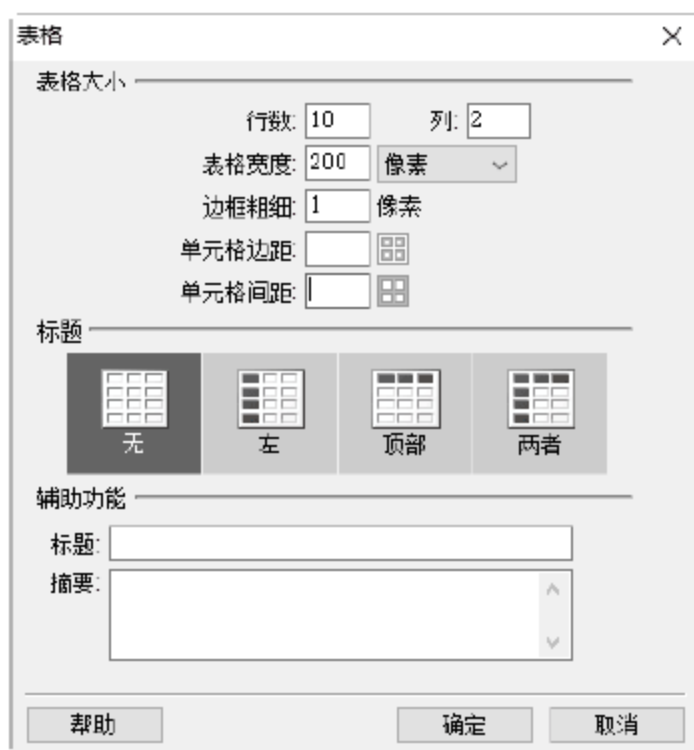 表格
表格大小
行数: 10 列: 2
表格宽度: 200 像素
边框粗细: 1 像素
单元格边距:
单元格间距:
标题
无 左 顶部 两者
辅助功能
标题:
摘要:
帮助 确定 取消